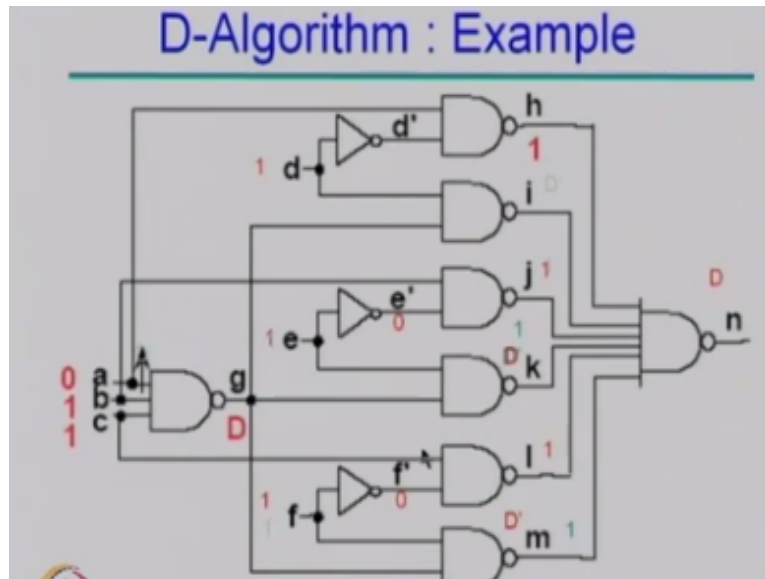 D-Algorithm : Example
h
d'
1
1 d
D'
i
j 1
e'
0
1 e
1
D' k
D
n
0 a
1 b
1 c
g
D
l 1
f'
0
1
1 f
D'
m 1